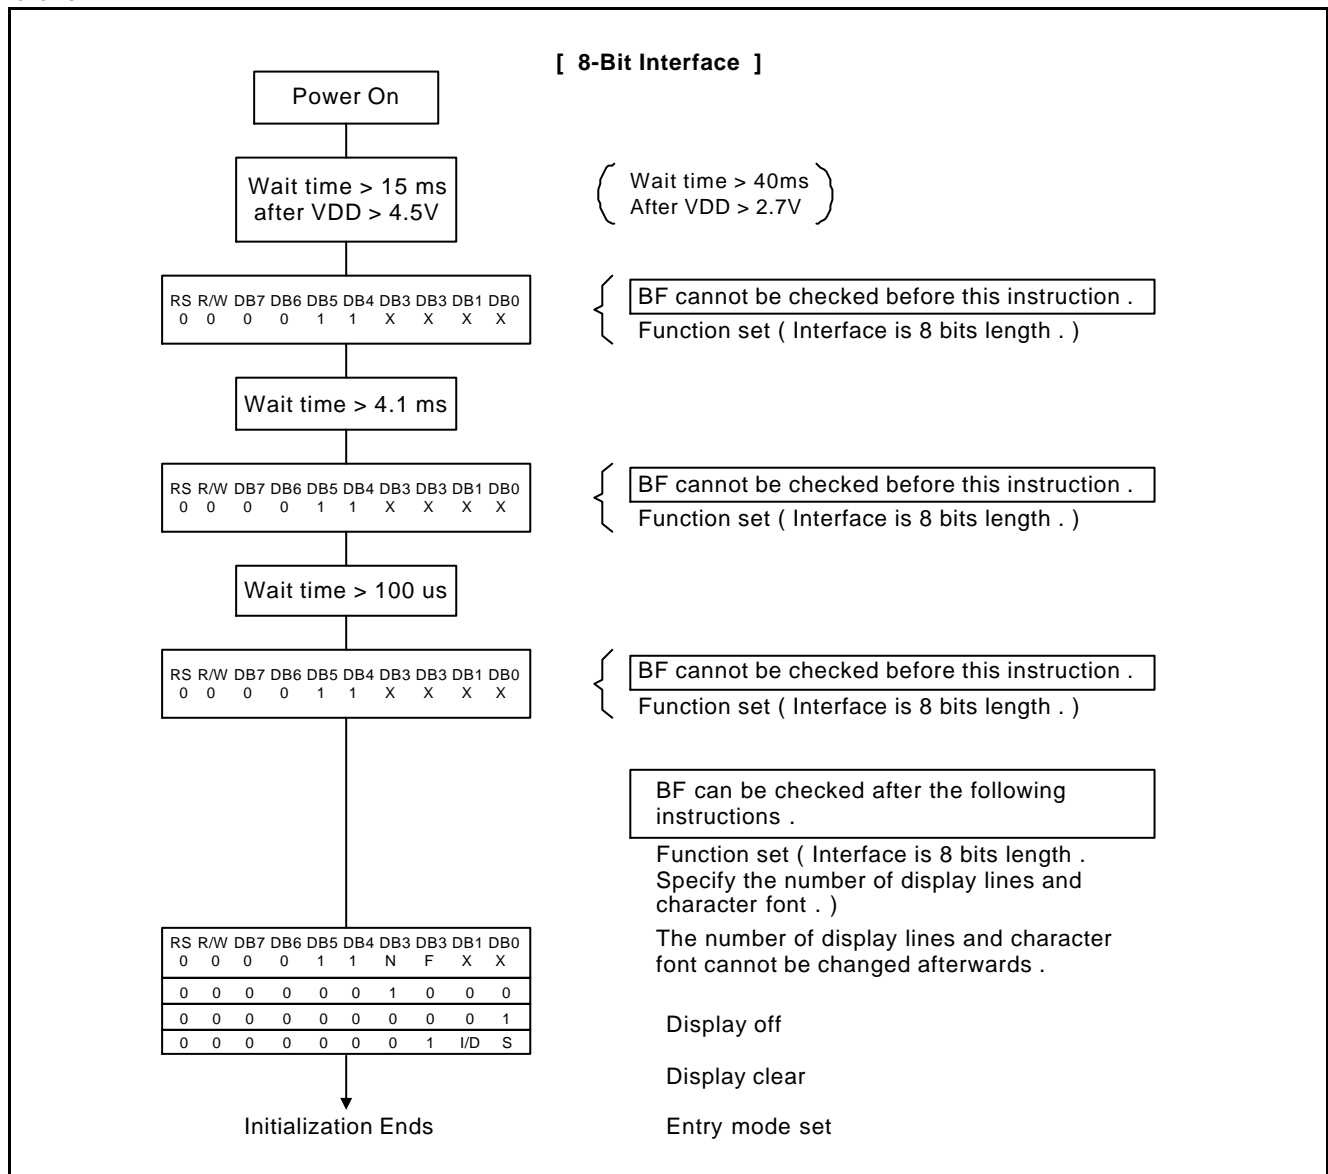 [ 8-Bit Interface ]
Power On
Wait time > 15 ms
after VDD > 4.5V
Wait time > 40ms
After VDD > 2.7V
RS R/W DB7 DB6 DB5 DB4 DB3 DB3 DB1 DB0
0 0 0 0 1 1 X X X X
BF cannot be checked before this instruction .
Function set ( Interface is 8 bits length . )
Wait time > 4.1 ms
RS R/W DB7 DB6 DB5 DB4 DB3 DB3 DB1 DB0
0 0 0 0 1 1 X X X X
BF cannot be checked before this instruction .
Function set ( Interface is 8 bits length . )
Wait time > 100 us
RS R/W DB7 DB6 DB5 DB4 DB3 DB3 DB1 DB0
0 0 0 0 1 1 X X X X
BF cannot be checked before this instruction .
Function set ( Interface is 8 bits length . )
BF can be checked after the following
instructions .
Function set ( Interface is 8 bits length .
Specify the number of display lines and
character font . )
The number of display lines and character
font cannot be changed afterwards .
RS R/W DB7 DB6 DB5 DB4 DB3 DB3 DB1 DB0
0 0 0 0 1 1 N F X X
0 0 0 0 0 0 1 0 0 0
0 0 0 0 0 0 0 0 0 1
0 0 0 0 0 0 0 1 I/D S
Display off
Display clear
Initialization Ends
Entry mode set